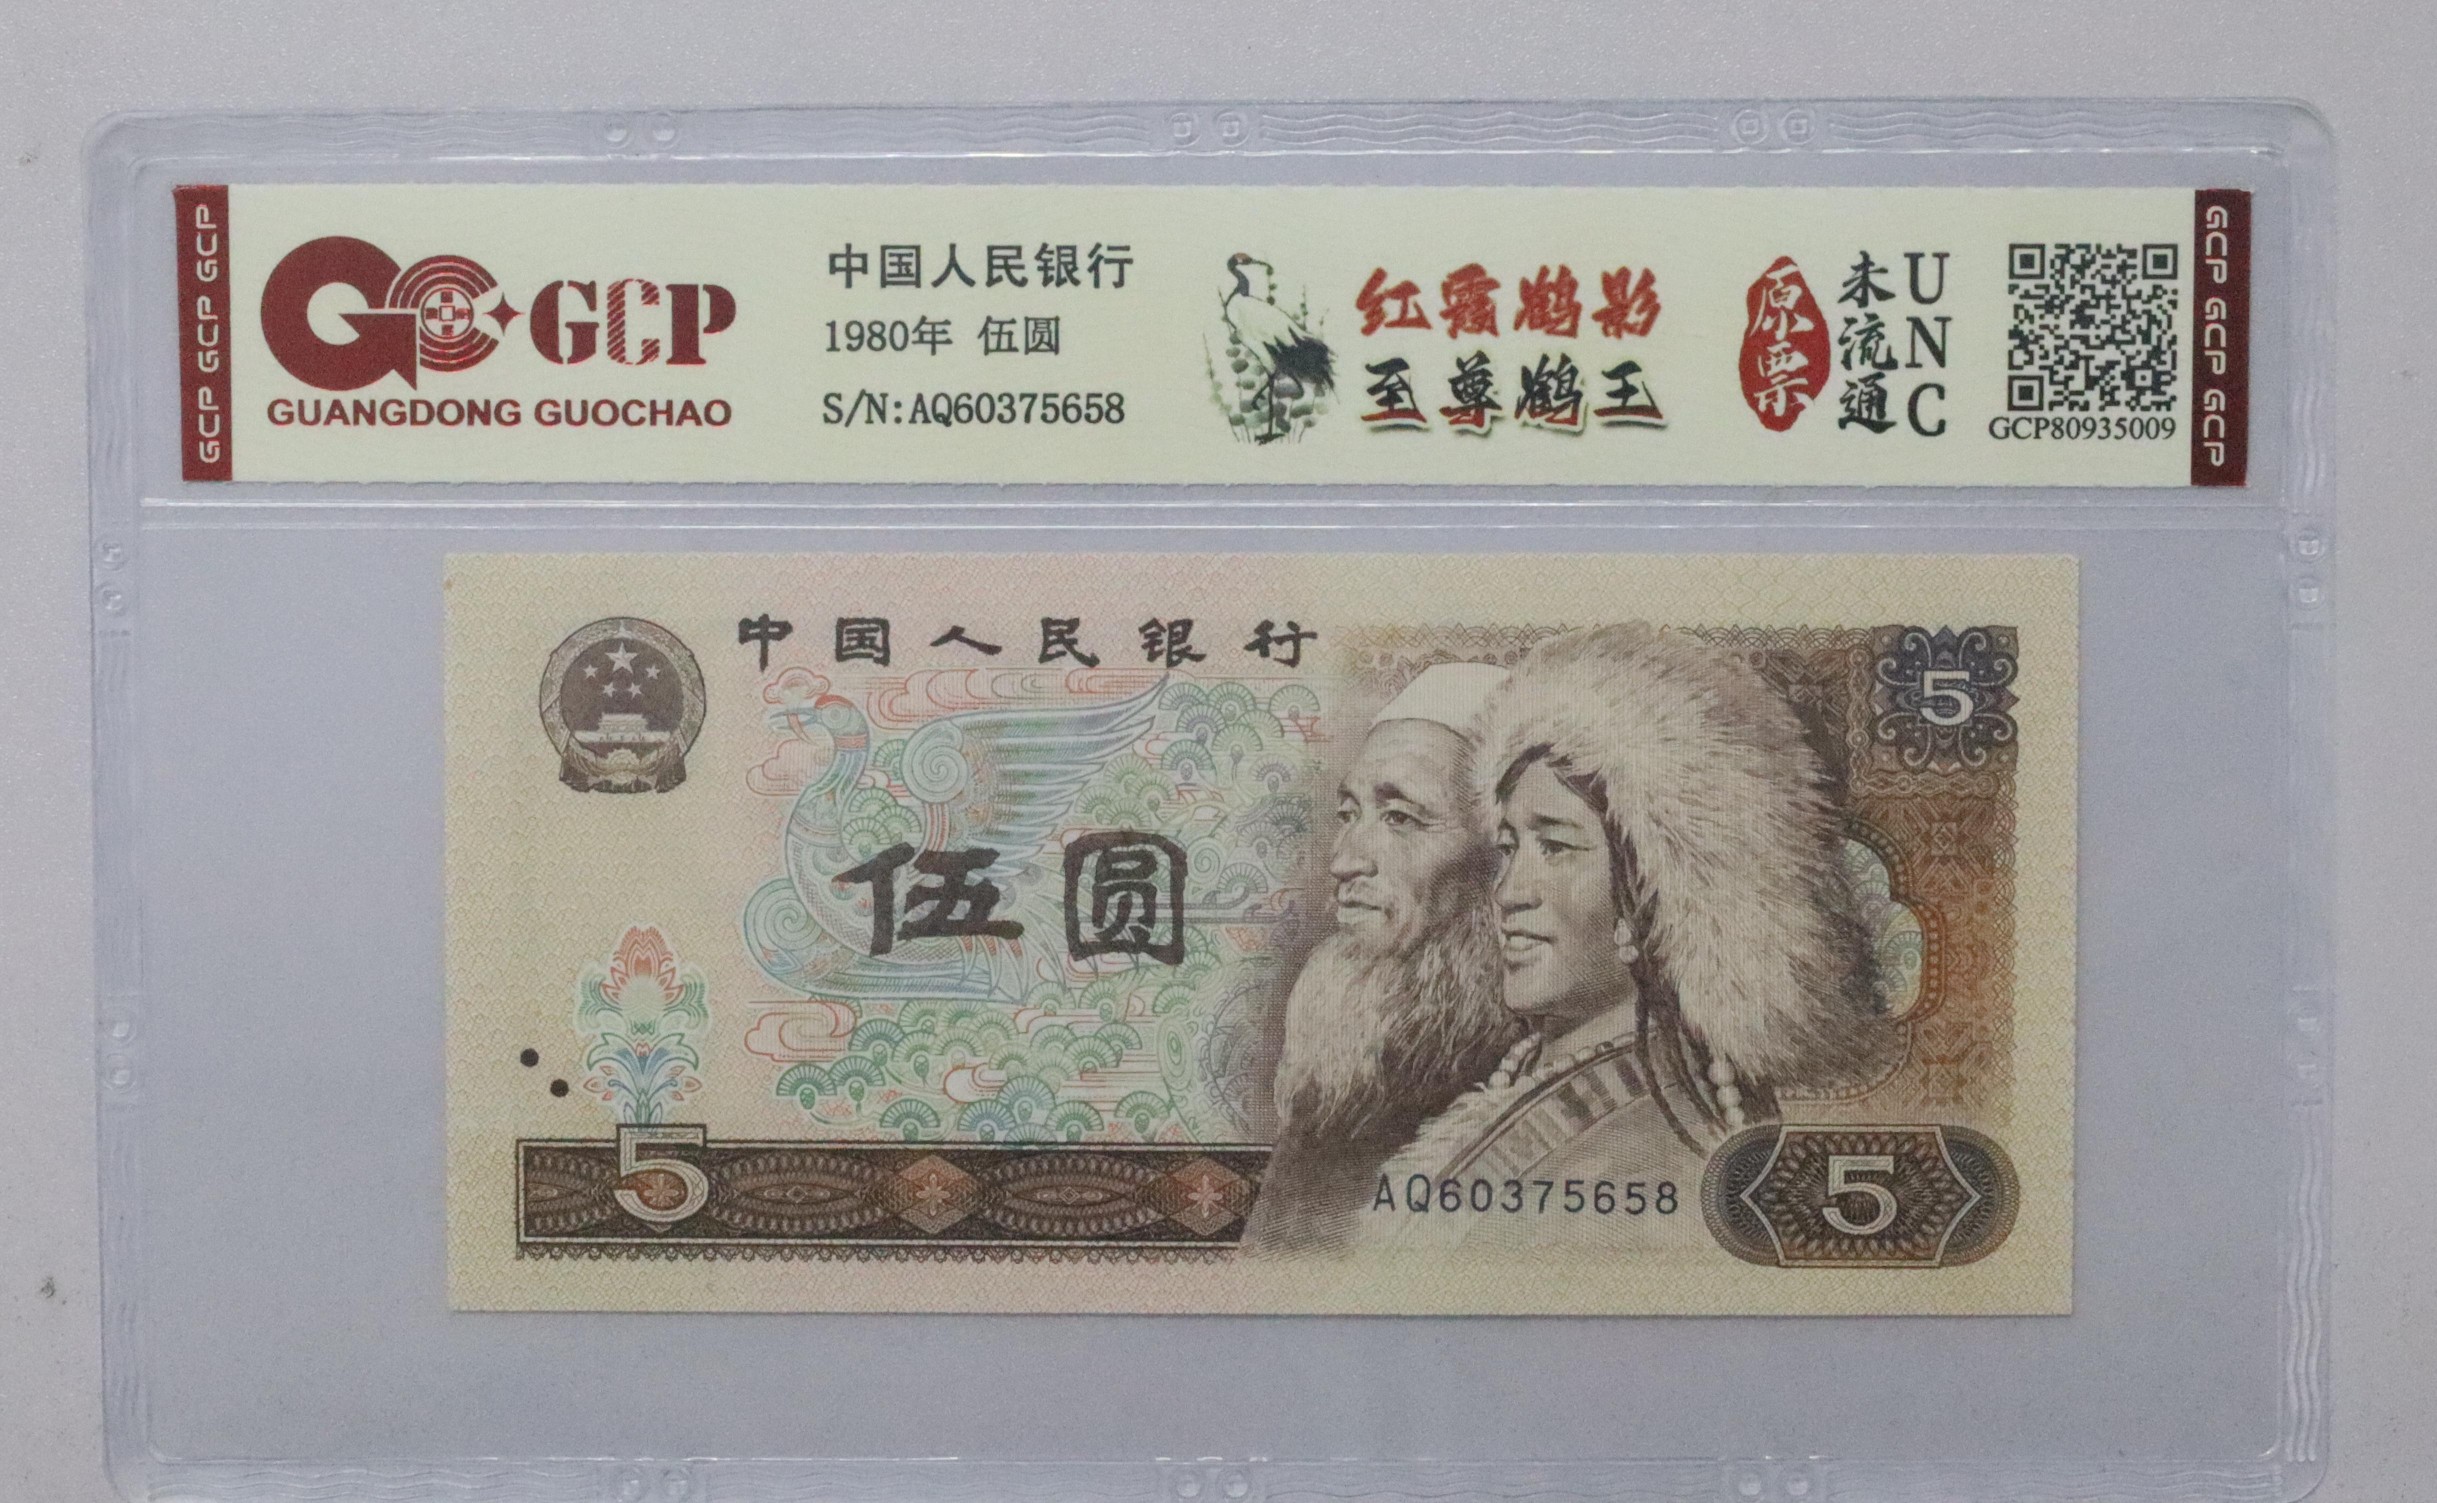 GCP GCP GCP
GCP
GUANGDONG GUOCHAO
中国人民银行
1980年 伍圆
S/N:AQ60375658
红霞鹤影
至尊鹤王
原票
未流通
UNC
GCP80935009
GCP GCP GCP GCP
中国人民银行
5
伍圆
5
AQ60375658
5